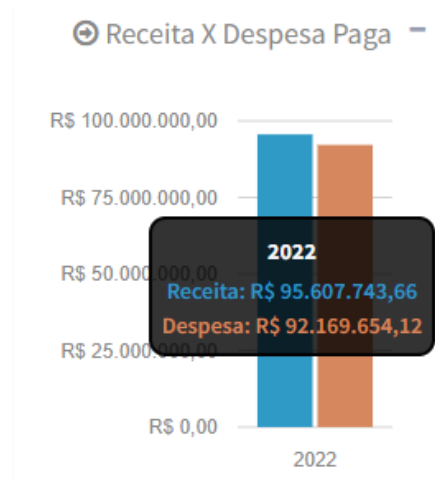 Receita X Despesa Paga
R$ 100.000.000,00
R$ 75.000.000,00
2022
R$ 50.000.000,00
Receita: R$ 95.607.743,66
Despesa: R$ 92.169.654,12
R$ 25.000.000,00
R$ 0,00
2022